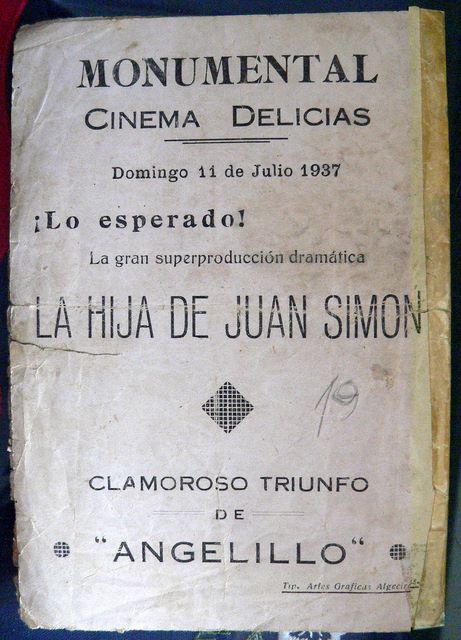 MONUMENTAL
CINEMA DELICIAS
Domingo 11 de Julio 1937
¡Lo esperado!
La gran superproducción dramática
LA HIJA DE JUAN SIMON
19
CLAMOROSO TRIUNFO
DE
"ANGELILLO"
Tip. Artes Graficas Algeciras